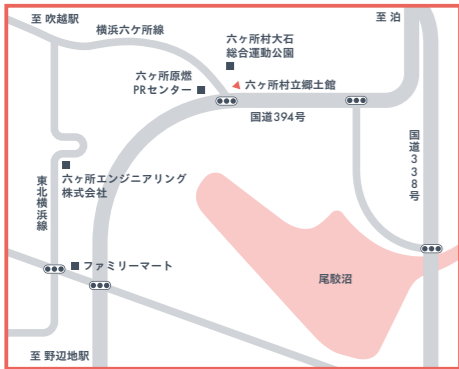 至 吹越駅
横浜六ケ所線
至 泊
六ヶ所村大石
総合運動公園
六ヶ所原燃
PRセンター
六ヶ所村立郷土館
国道394号
国道338号
六ヶ所エンジニアリング
株式会社
東北横浜線
ファミリーマート
尾駮沼
至 野辺地駅